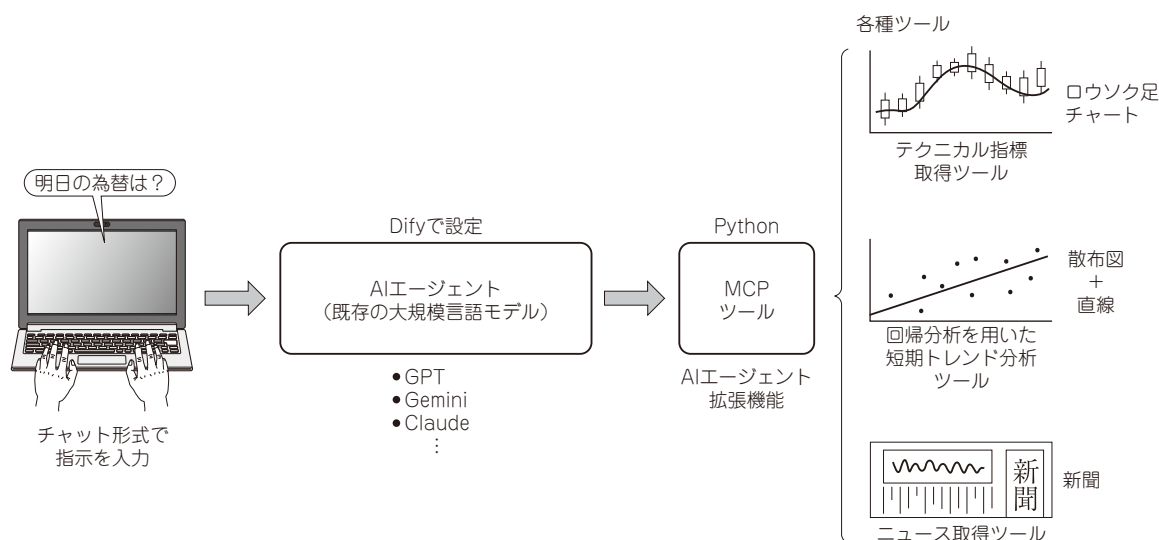 明日の為替は？
チャット形式で
指示を入力
Difyで設定
AIエージェント
（既存の大規模言語モデル）
●GPT
●Gemini
●Claude
⋮
Python
MCP
ツール
AIエージェント
拡張機能
各種ツール
ロウソク足
チャート
テクニカル指標
取得ツール
散布図
＋
直線
回帰分析を用いた
短期トレンド分析
ツール
新聞
新聞
ニュース取得ツール